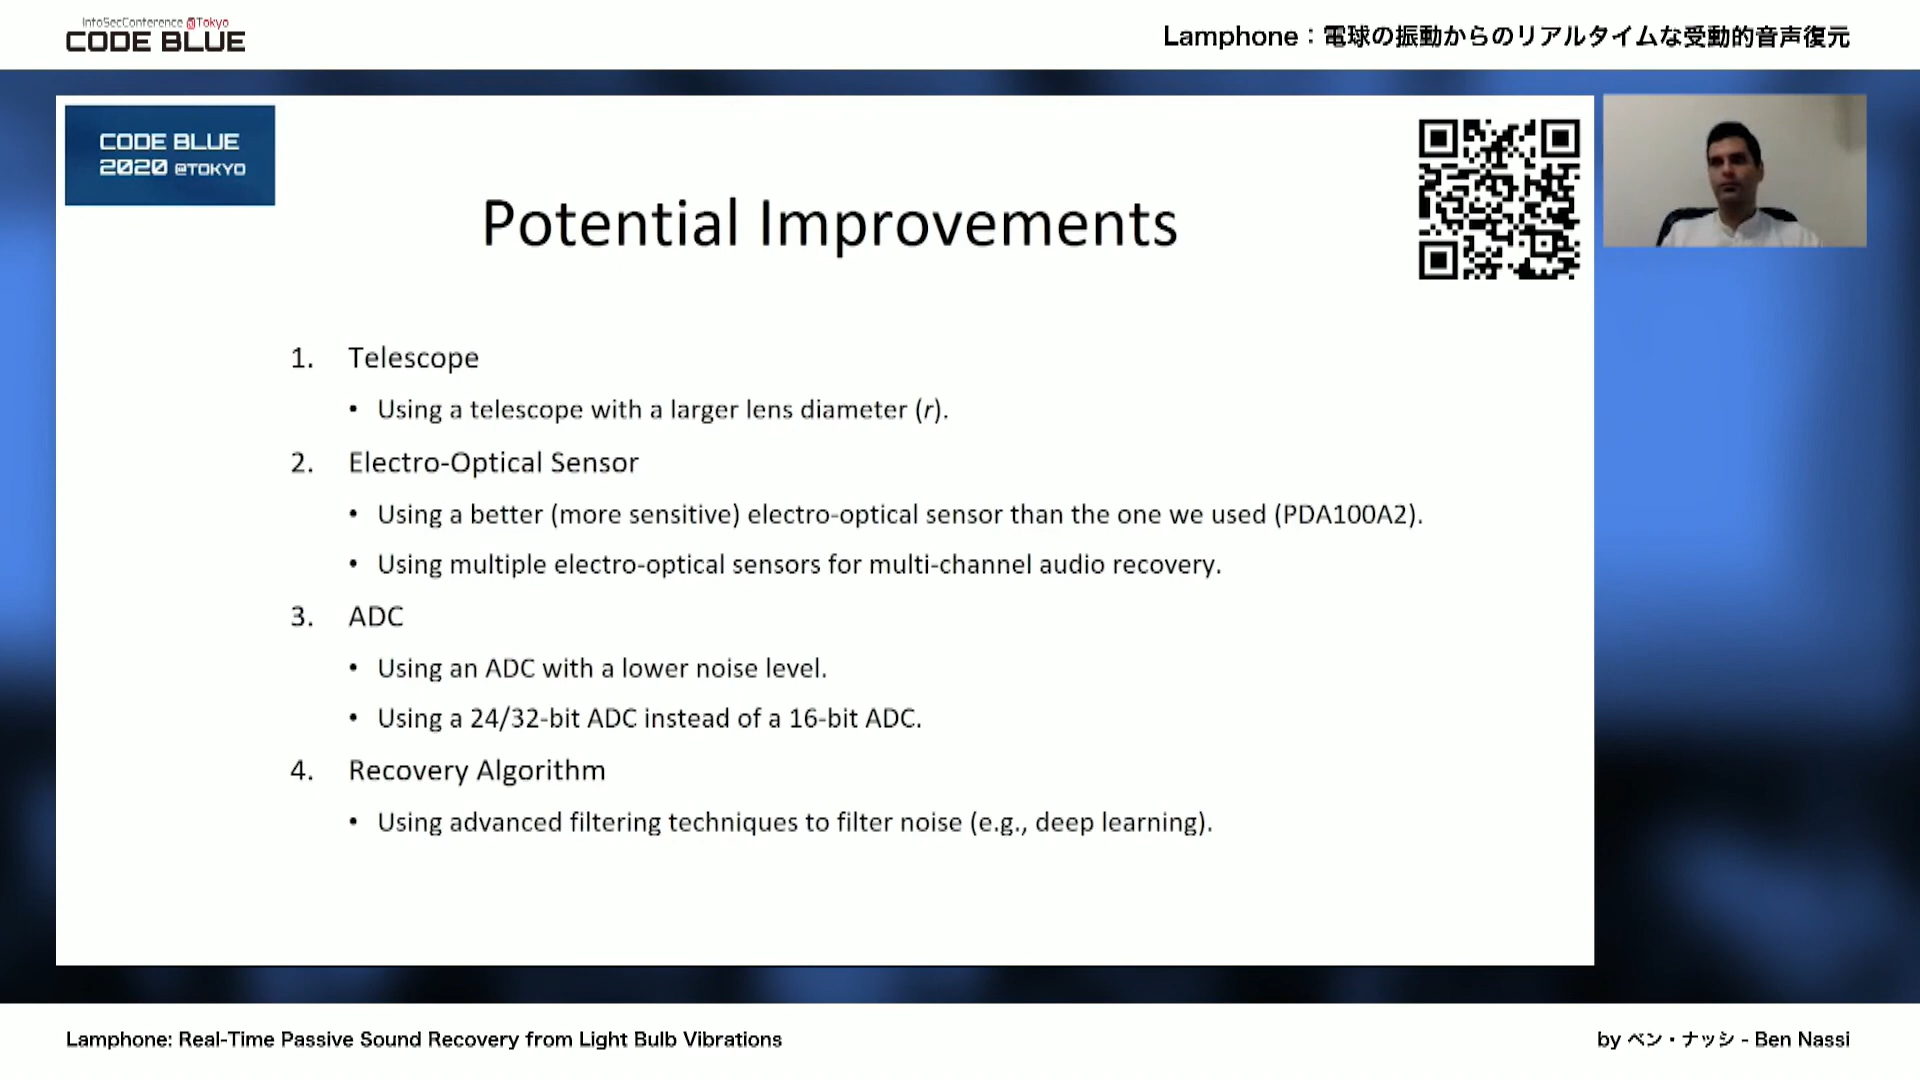 InfoSecConference @Tokyo
CODE BLUE
Lamphone：電球の振動からのリアルタイムな受動的音声復元
CODE BLUE
2020 @TOKYO
Potential Improvements
1. Telescope
• Using a telescope with a larger lens diameter (r).
2. Electro-Optical Sensor
• Using a better (more sensitive) electro-optical sensor than the one we used (PDA100A2).
• Using multiple electro-optical sensors for multi-channel audio recovery.
3. ADC
• Using an ADC with a lower noise level.
• Using a 24/32-bit ADC instead of a 16-bit ADC.
4. Recovery Algorithm
• Using advanced filtering techniques to filter noise (e.g., deep learning).
Lamphone: Real-Time Passive Sound Recovery from Light Bulb Vibrations
by ベン・ナッシ - Ben Nassi